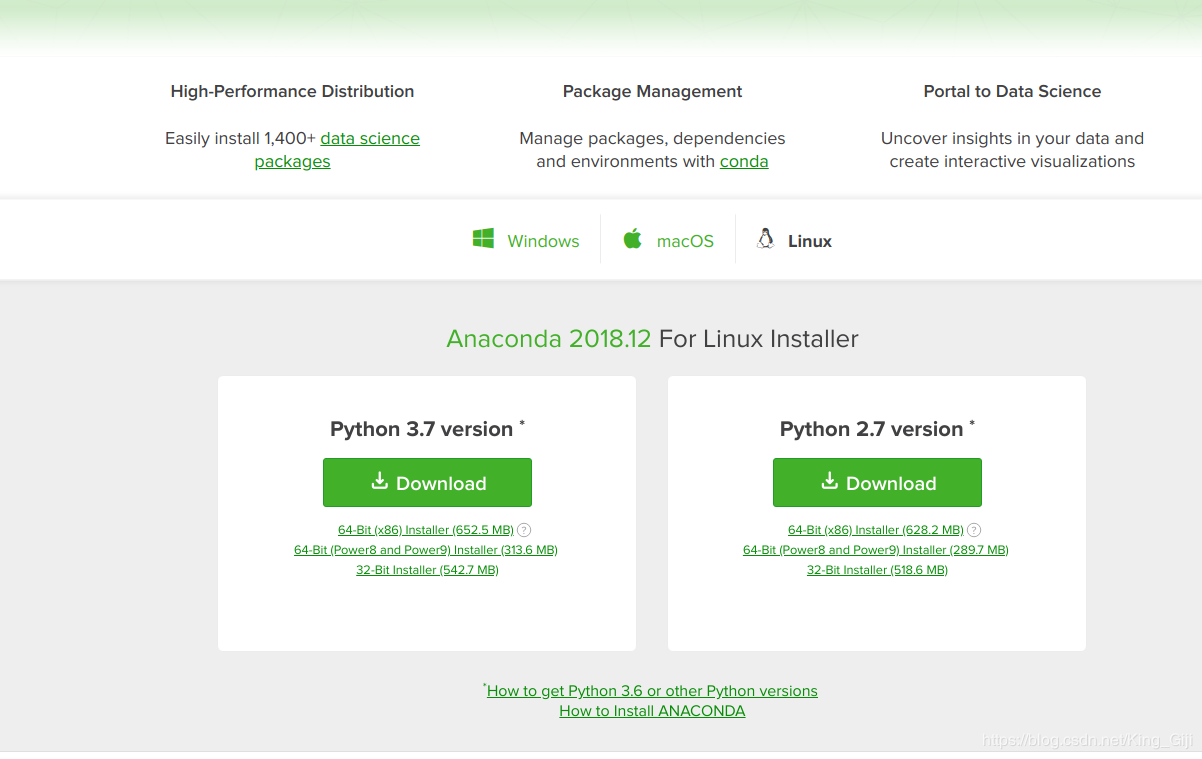 High-Performance Distribution
Easily install 1,400+ data science
packages
Package Management
Manage packages, dependencies
and environments with conda
Portal to Data Science
Uncover insights in your data and
create interactive visualizations
Windows
macOS
Linux
Anaconda 2018.12 For Linux Installer
Python 3.7 version *
Download
64-Bit (x86) Installer (652.5 MB) ?
64-Bit (Power8 and Power9) Installer (313.6 MB)
32-Bit Installer (542.7 MB)
Python 2.7 version *
Download
64-Bit (x86) Installer (628.2 MB) ?
64-Bit (Power8 and Power9) Installer (289.7 MB)
32-Bit Installer (518.6 MB)
*How to get Python 3.6 or other Python versions
How to Install ANACONDA
https://blog.csdn.net/King_Giji